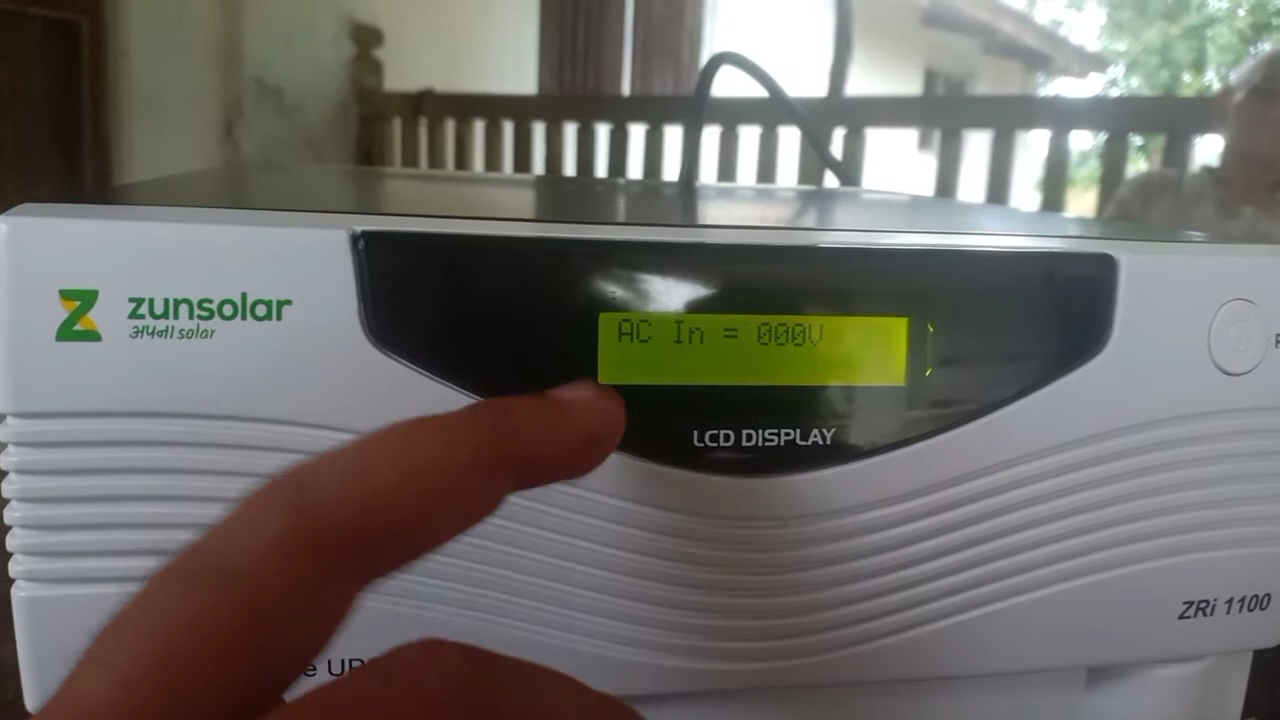 zunsolar
अपना solar
AC In = 000V
LCD DISPLAY
ZRi 1100